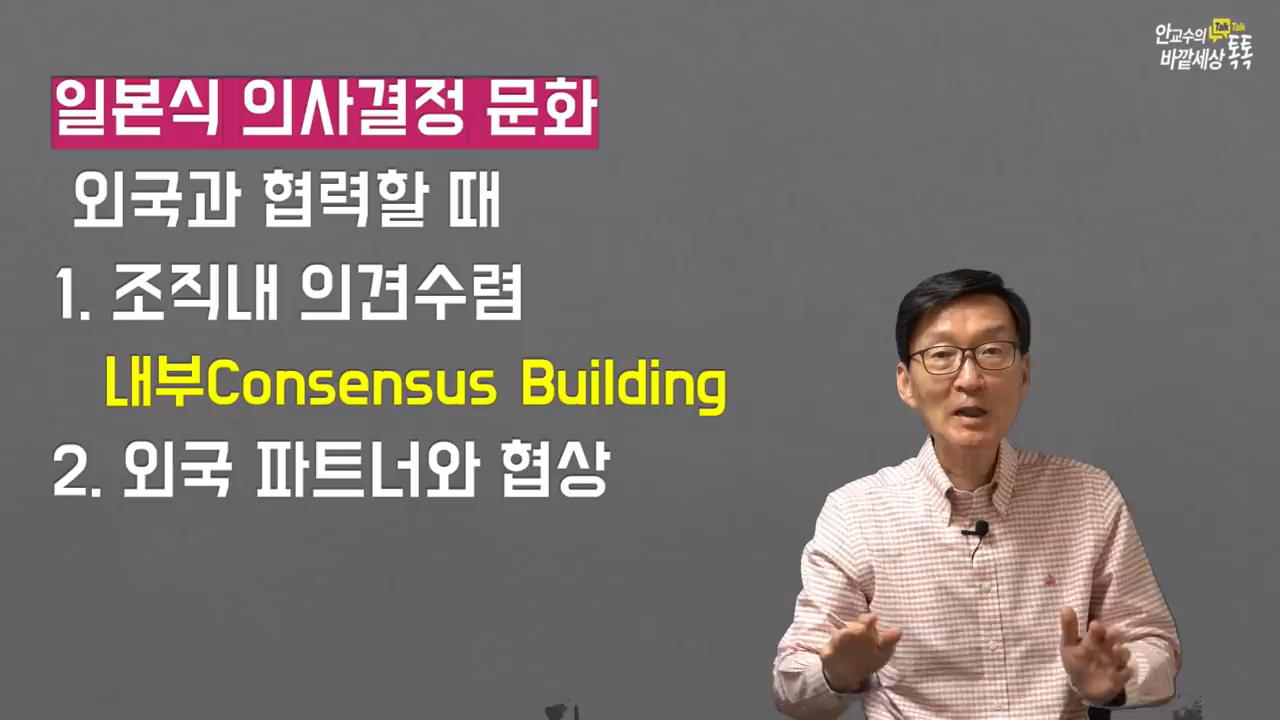 안교수의 Talk Talk
바깥세상 톡톡
일본식 의사결정 문화
외국과 협력할 때
1. 조직내 의견수렴
내부Consensus Building
2. 외국 파트너와 협상